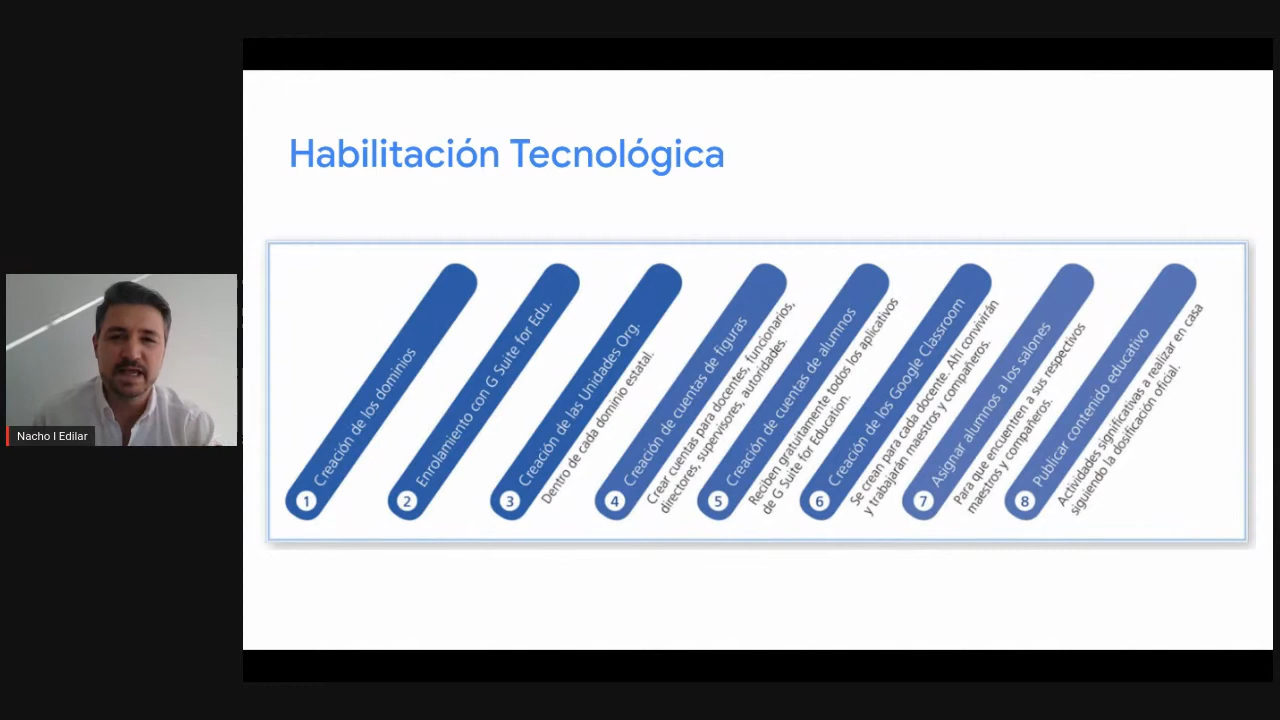 Habilitación Tecnológica
1 Creación de los dominios
2 Enrolamiento con G Suite for Edu.
3 Creación de las Unidades Org.
Dentro de cada dominio estatal.
4 Creación de cuentas de figuras
Crear cuentas para docentes, funcionarios,
directores, supervisores, autoridades.
5 Creación de cuentas de alumnos
Reciben gratuitamente todos los aplicativos
de G Suite for Education.
6 Creación de los Google Classroom
Se crean para cada docente. Ahí convivirán
y trabajarán maestros y compañeros.
7 Asignar alumnos a los salones
Para que encuentren a sus respectivos
maestros y compañeros.
8 Publicar contenido educativo
Actividades significativas a realizar en casa
siguiendo la dosificación oficial.
Nacho I Edilar